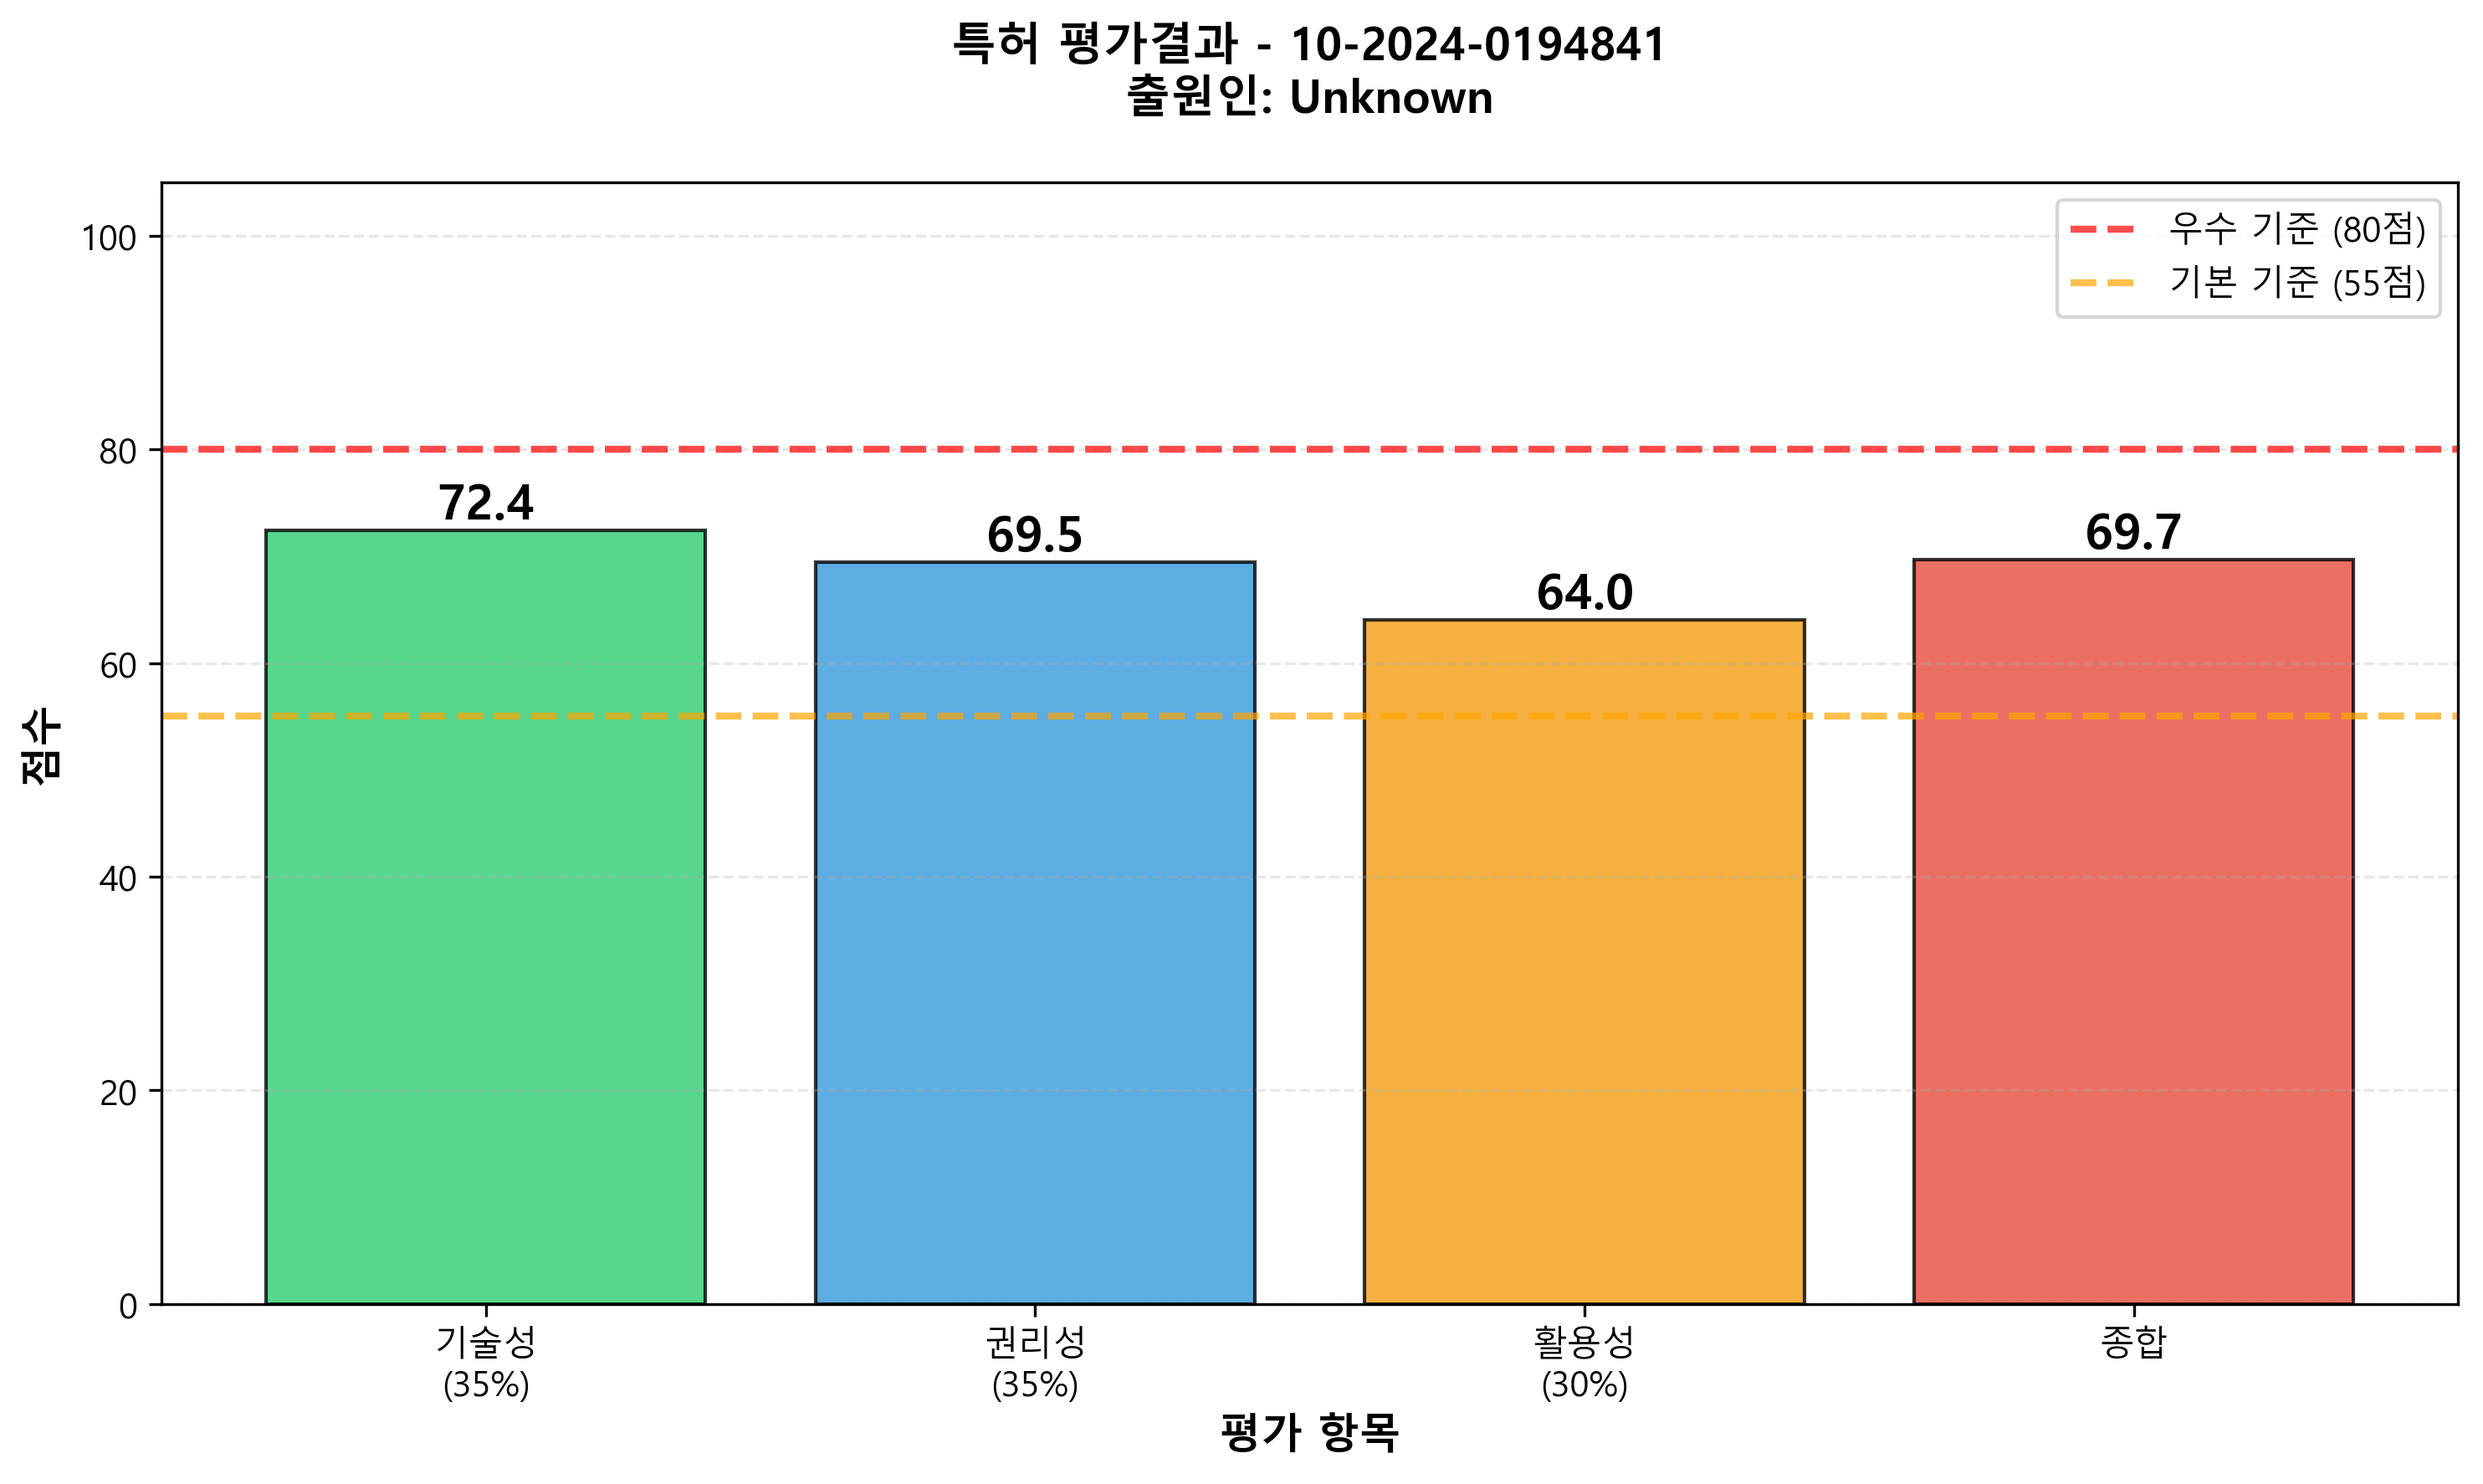 특허 평가결과 - 10-2024-0194841
출원인: Unknown
우수 기준 (80점)
기본 기준 (55점)
점수
100
80
60
40
20
0
72.4
69.5
64.0
69.7
기술성
(35%)
권리성
(35%)
활용성
(30%)
종합
평가 항목